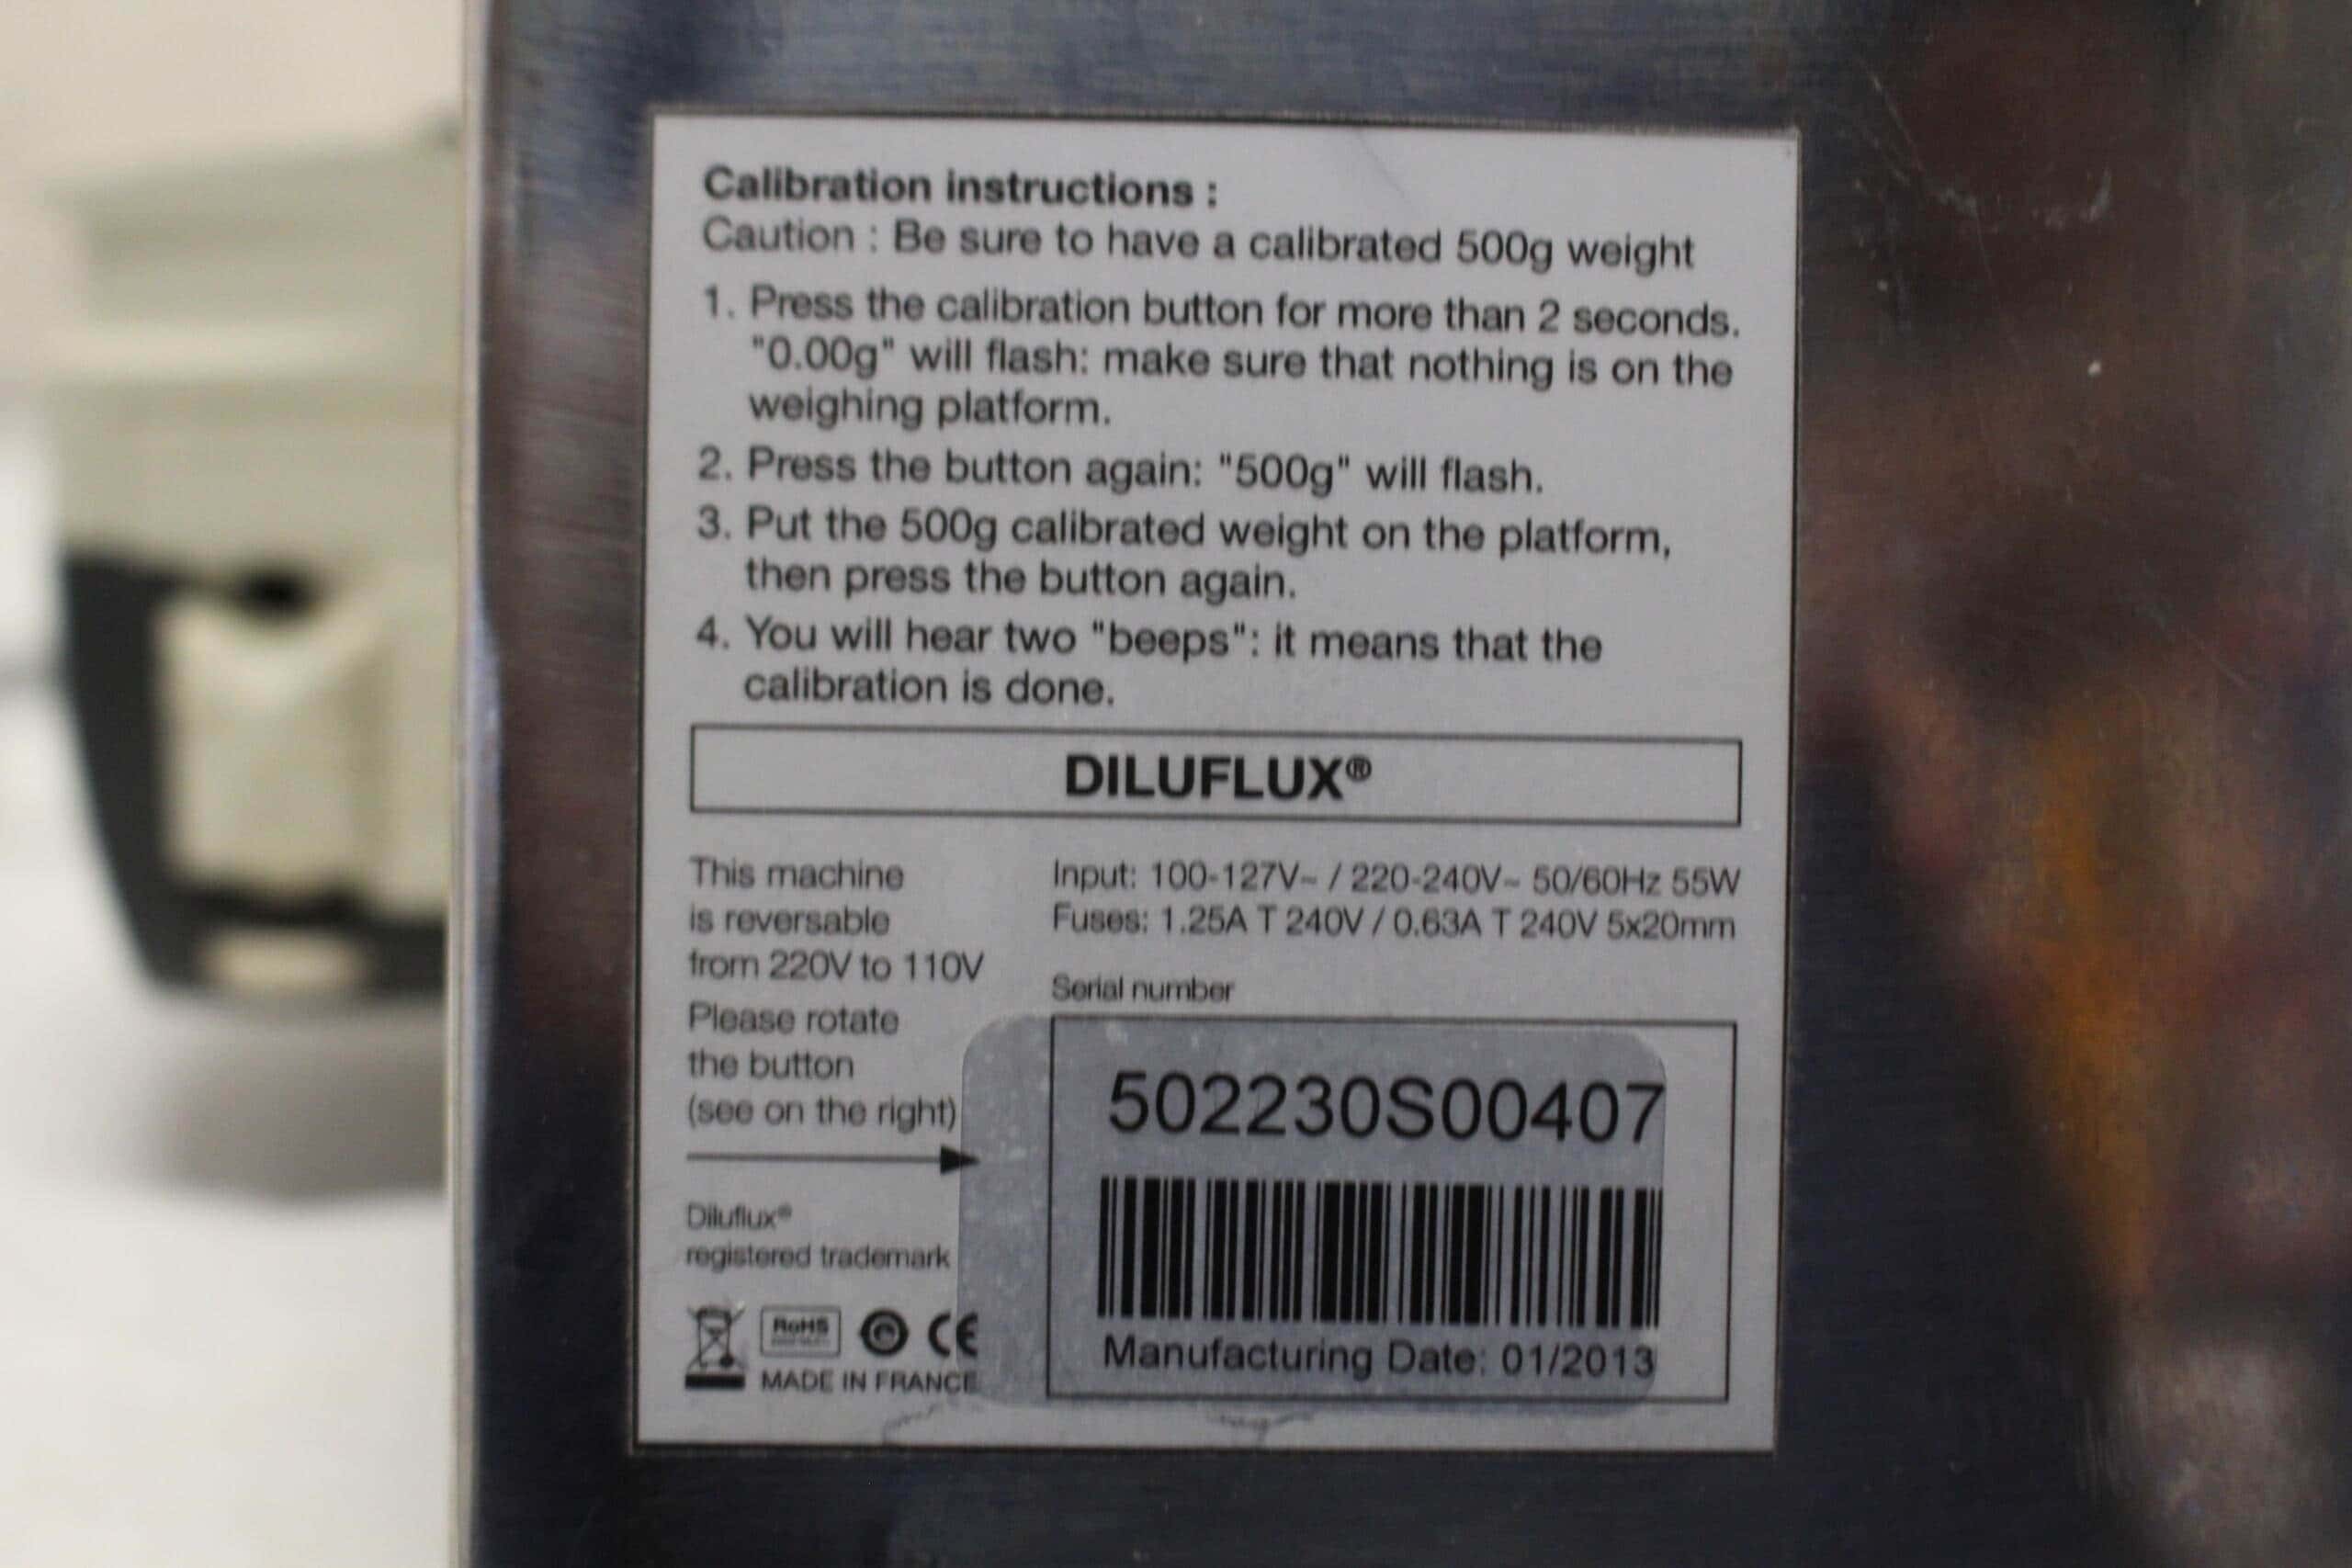 Calibration instructions :
Caution : Be sure to have a calibrated 500g weight
1. Press the calibration button for more than 2 seconds.
"0.00g" will flash: make sure that nothing is on the
weighing platform.
2. Press the button again: "500g" will flash.
3. Put the 500g calibrated weight on the platform,
then press the button again.
4. You will hear two "beeps": it means that the
calibration is done.
DILUFLUX®
This machine
is reversable
from 220V to 110V
Please rotate
the button
(see on the right)
Diluflux®
registered trademark
RoHS
CE
MADE IN FRANCE
Input: 100-127V~ / 220-240V~ 50/60Hz 55W
Fuses: 1.25A T 240V / 0.63A T 240V 5x20mm
Serial number
502230S00407
Manufacturing Date: 01/2013